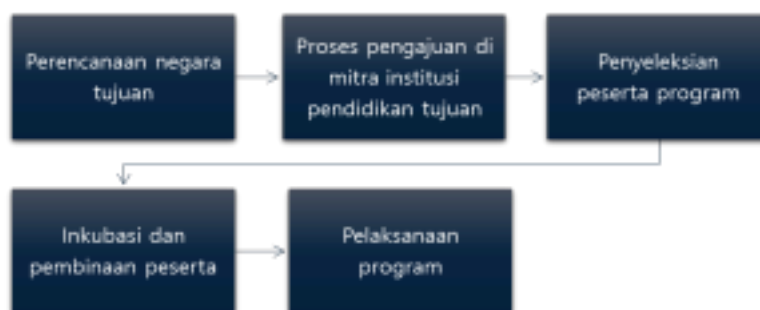 Perencanaan negara
tujuan
Proses pengajuan di
mitra institusi
pendidikan tujuan
Penyeleksian
peserta program
Inkubasi dan
pembinaan peserta
Pelaksanaan
program